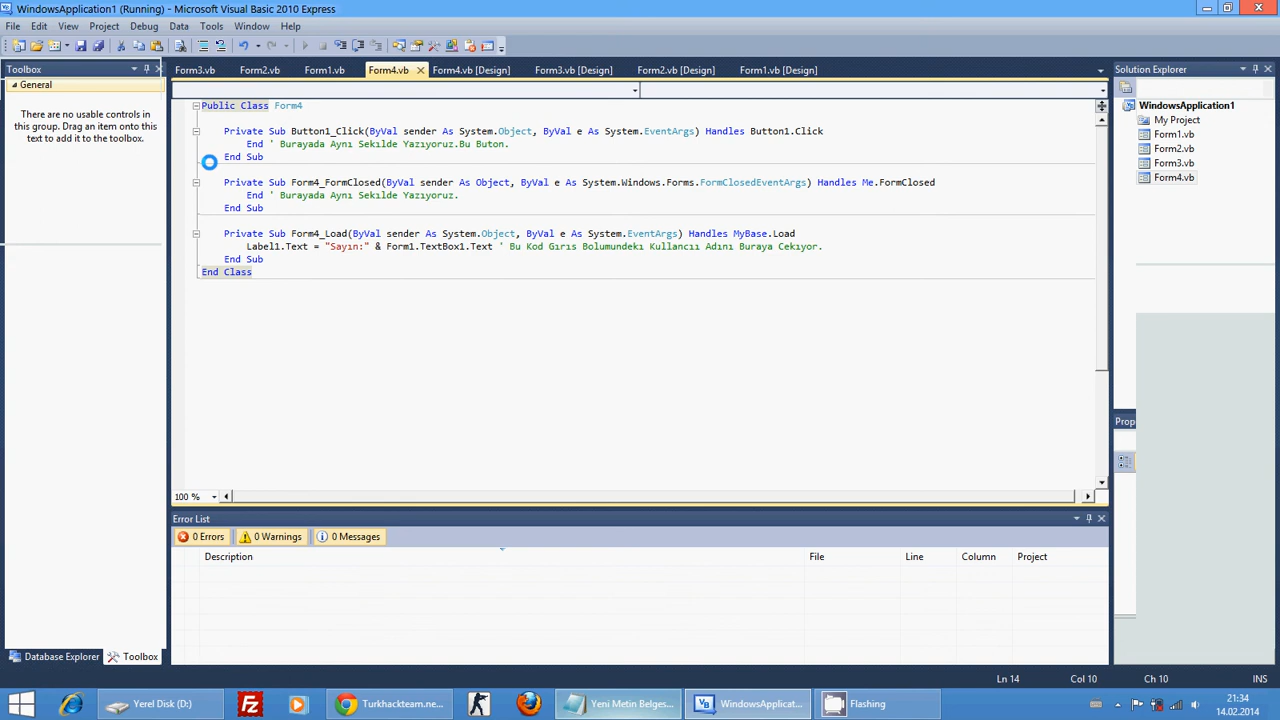 WindowsApplication1 (Running) - Microsoft Visual Basic 2010 Express
File Edit View Project Debug Data Tools Window Help
Toolbox
General
There are no usable controls in
this group. Drag an item onto this
text to add it to the toolbox.
Database Explorer Toolbox
Form3.vb Form2.vb Form1.vb Form4.vb Form4.vb [Design] Form3.vb [Design] Form2.vb [Design] Form1.vb [Design]
Public Class Form4
Private Sub Button1_Click(ByVal sender As System.Object, ByVal e As System.EventArgs) Handles Button1.Click
End ' Burayada Aynı Sekılde Yazıyoruz.Bu Buton.
End Sub
Private Sub Form4_FormClosed(ByVal sender As Object, ByVal e As System.Windows.Forms.FormClosedEventArgs) Handles Me.FormClosed
End ' Burayada Aynı Sekılde Yazıyoruz.
End Sub
Private Sub Form4_Load(ByVal sender As System.Object, ByVal e As System.EventArgs) Handles MyBase.Load
Label1.Text = "Sayın:" & Form1.TextBox1.Text ' Bu Kod Gırıs Bolumundekı Kullancıı Adını Buraya Cekıyor.
End Sub
End Class
100 %
Error List
0 Errors 0 Warnings 0 Messages
Description File Line Column Project
Solution Explorer
WindowsApplication1
My Project
Form1.vb
Form2.vb
Form3.vb
Form4.vb
Prop
Ln 14 Col 10 Ch 10 INS
Yerel Disk (D:) Turkhackteam.ne... Yeni Metin Belges... WindowsApplicat... Flashing
21:34
14.02.2014